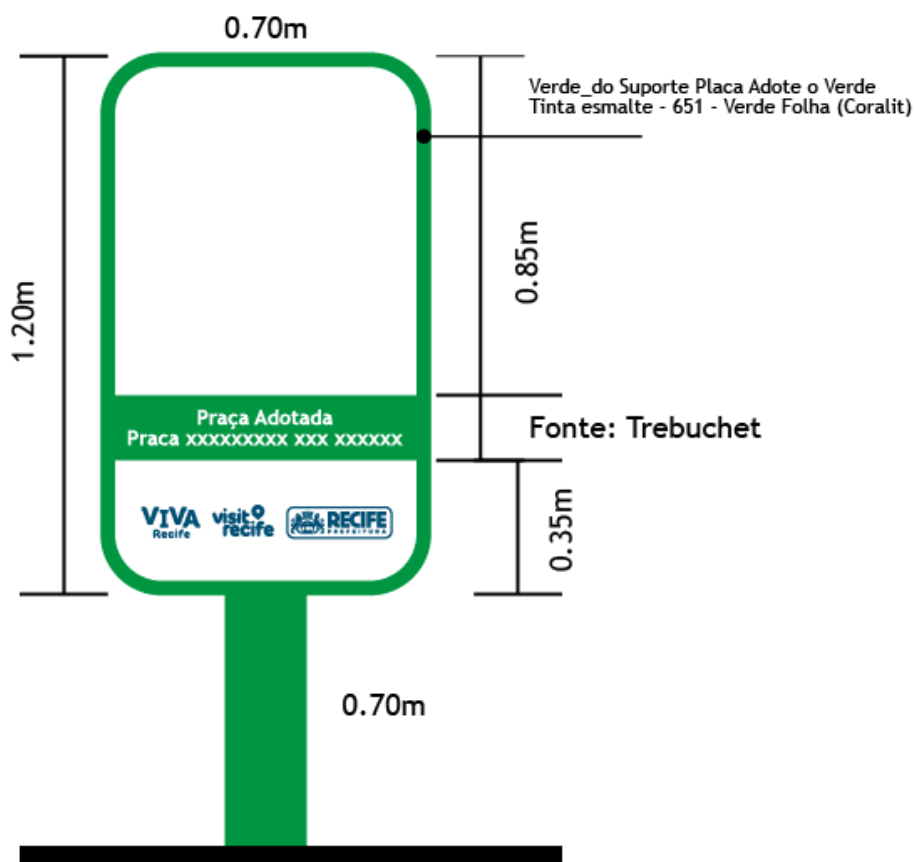 0.70m
Verde_do Suporte Placa Adote o Verde
Tinta esmalte - 651 - Verde Folha (Coralit)
1.20m
0.85m
Praça Adotada
Praca xxxxxxxxx xxx xxxxxx
Fonte: Trebuchet
VIVA
Recife
visit
recife
RECIFE
PREFEITURA
0.35m
0.70m